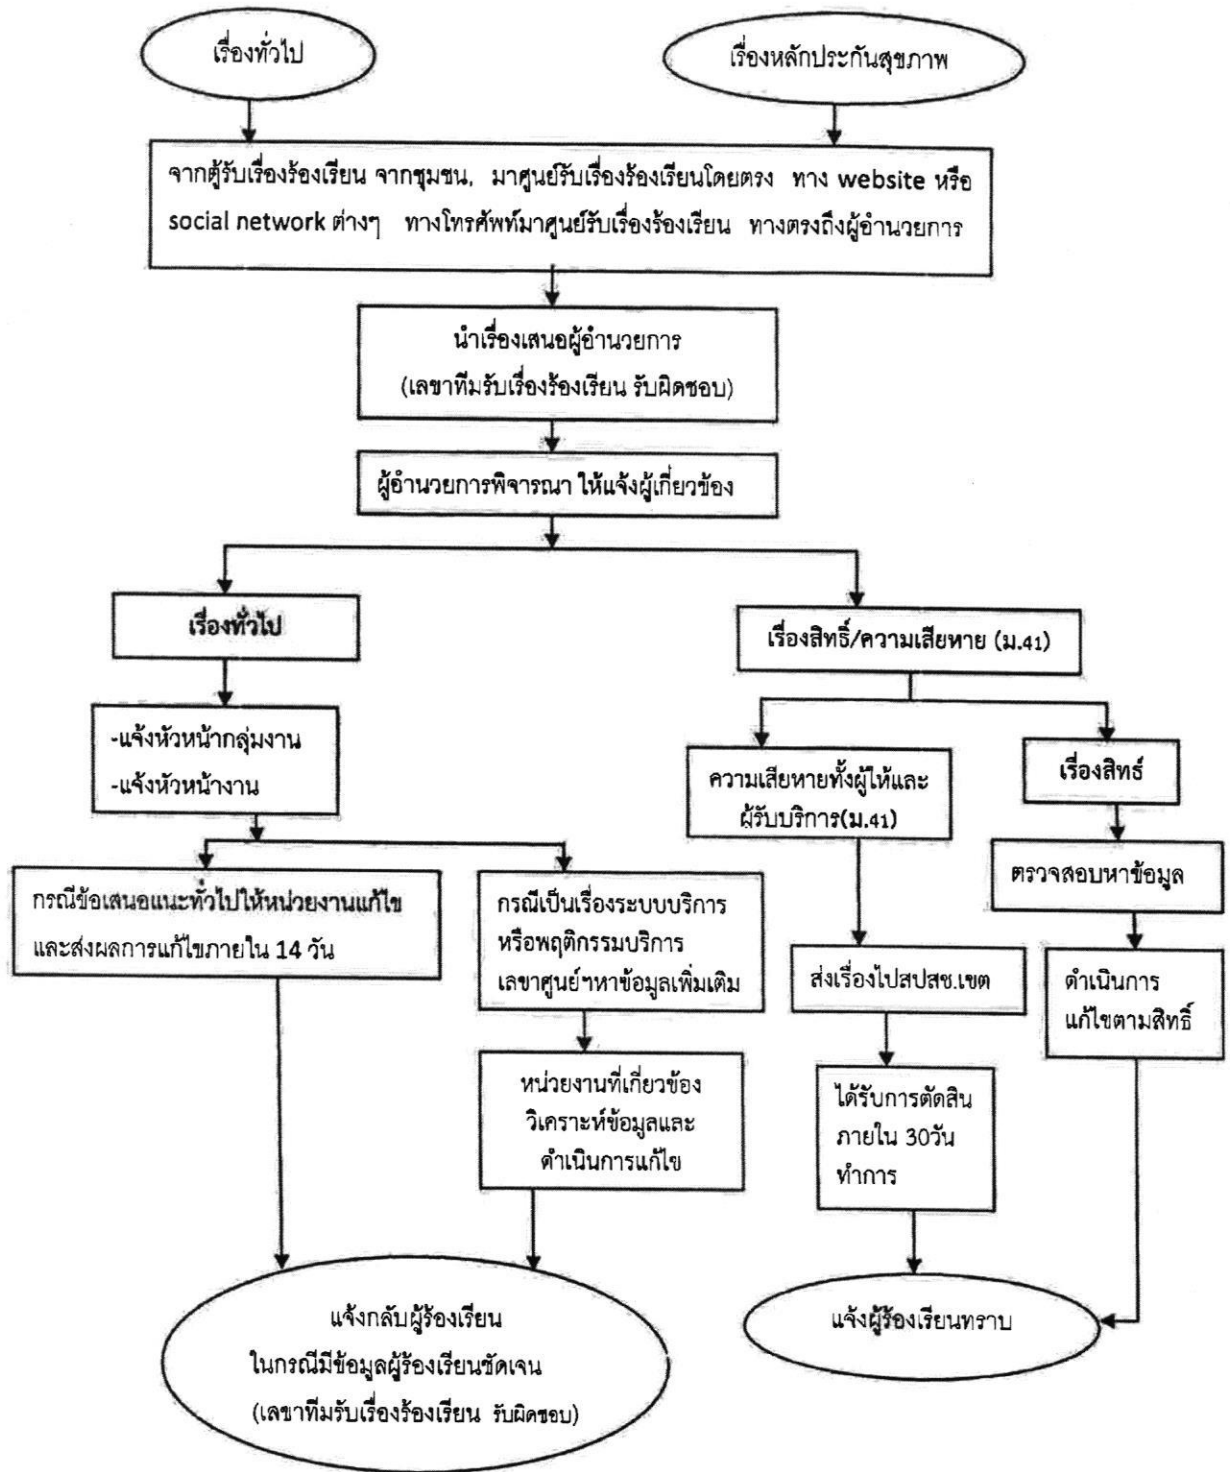 เรื่องทั่วไป
เรื่องหลักประกันสุขภาพ
จากตู้รับเรื่องร้องเรียน จากชุมชน, มาศูนย์รับเรื่องร้องเรียนโดยตรง ทาง website หรือ
social network ต่างๆ ทางโทรศัพท์มาศูนย์รับเรื่องร้องเรียน ทางตรงถึงผู้อำนวยการ
นำเรื่องเสนอผู้อำนวยการ
(เลขาทีมรับเรื่องร้องเรียน รับผิดชอบ)
ผู้อำนวยการพิจารณา ให้แจ้งผู้เกี่ยวข้อง
เรื่องทั่วไป
เรื่องสิทธิ์/ความเสียหาย (ม.41)
-แจ้งหัวหน้ากลุ่มงาน
-แจ้งหัวหน้างาน
ความเสียหายทั้งผู้ให้และ
ผู้รับบริการ(ม.41)
เรื่องสิทธ์
กรณีข้อเสนอแนะทั่วไปให้หน่วยงานแก้ไข
และส่งผลการแก้ไขภายใน 14 วัน
กรณีเป็นเรื่องระบบบริการ
หรือพฤติกรรมบริการ
เลขาศูนย์ฯหาข้อมูลเพิ่มเติม
ตรวจสอบหาข้อมูล
ส่งเรื่องไปสปสช.เขต
ดำเนินการ
แก้ไขตามสิทธิ์
หน่วยงานที่เกี่ยวข้อง
วิเคราะห์ข้อมูลและ
ดำเนินการแก้ไข
ได้รับการตัดสิน
ภายใน 30วัน
ทำการ
แจ้งกลับผู้ร้องเรียน
ในกรณีมีข้อมูลผู้ร้องเรียนชัดเจน
(เลขาทีมรับเรื่องร้องเรียน รับผิดชอบ)
แจ้งผู้ร้องเรียนทราบ